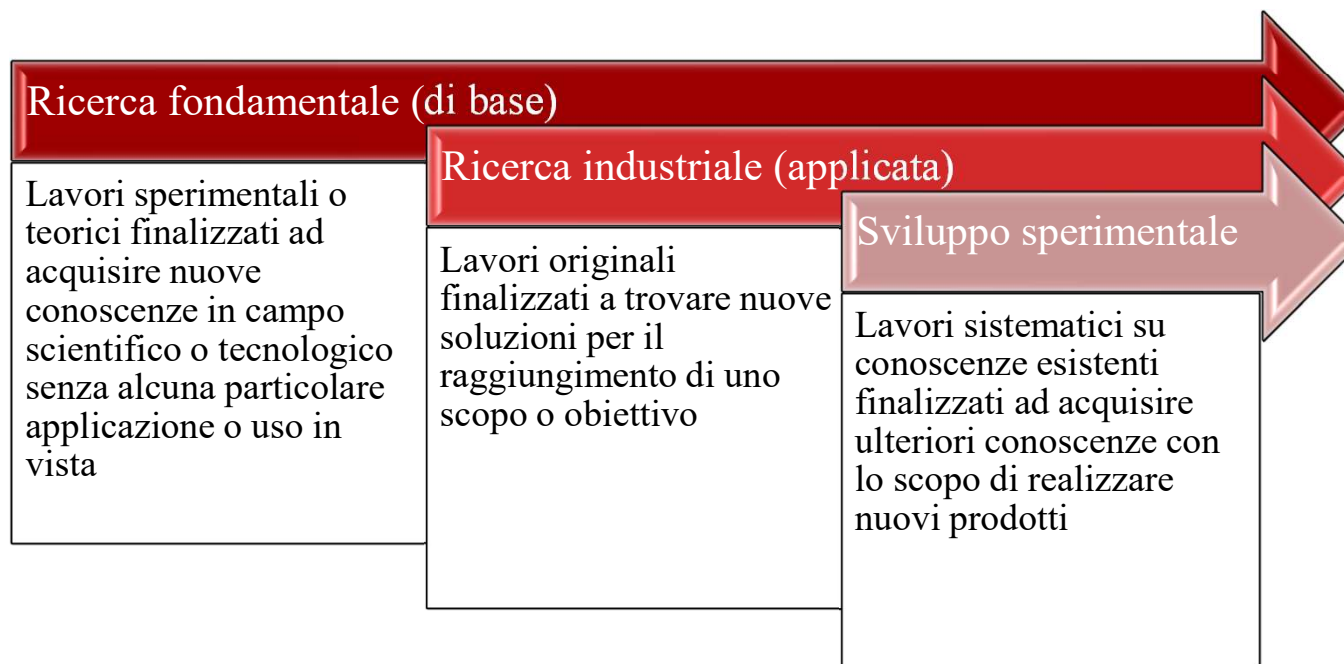 Ricerca fondamentale (di base)
Lavori sperimentali o
teorici finalizzati ad
acquisire nuove
conoscenze in campo
scientifico o tecnologico
senza alcuna particolare
applicazione o uso in
vista
Ricerca industriale (applicata)
Lavori originali
finalizzati a trovare nuove
soluzioni per il
raggiungimento di uno
scopo o obiettivo
Sviluppo sperimentale
Lavori sistematici su
conoscenze esistenti
finalizzati ad acquisire
ulteriori conoscenze con
lo scopo di realizzare
nuovi prodotti